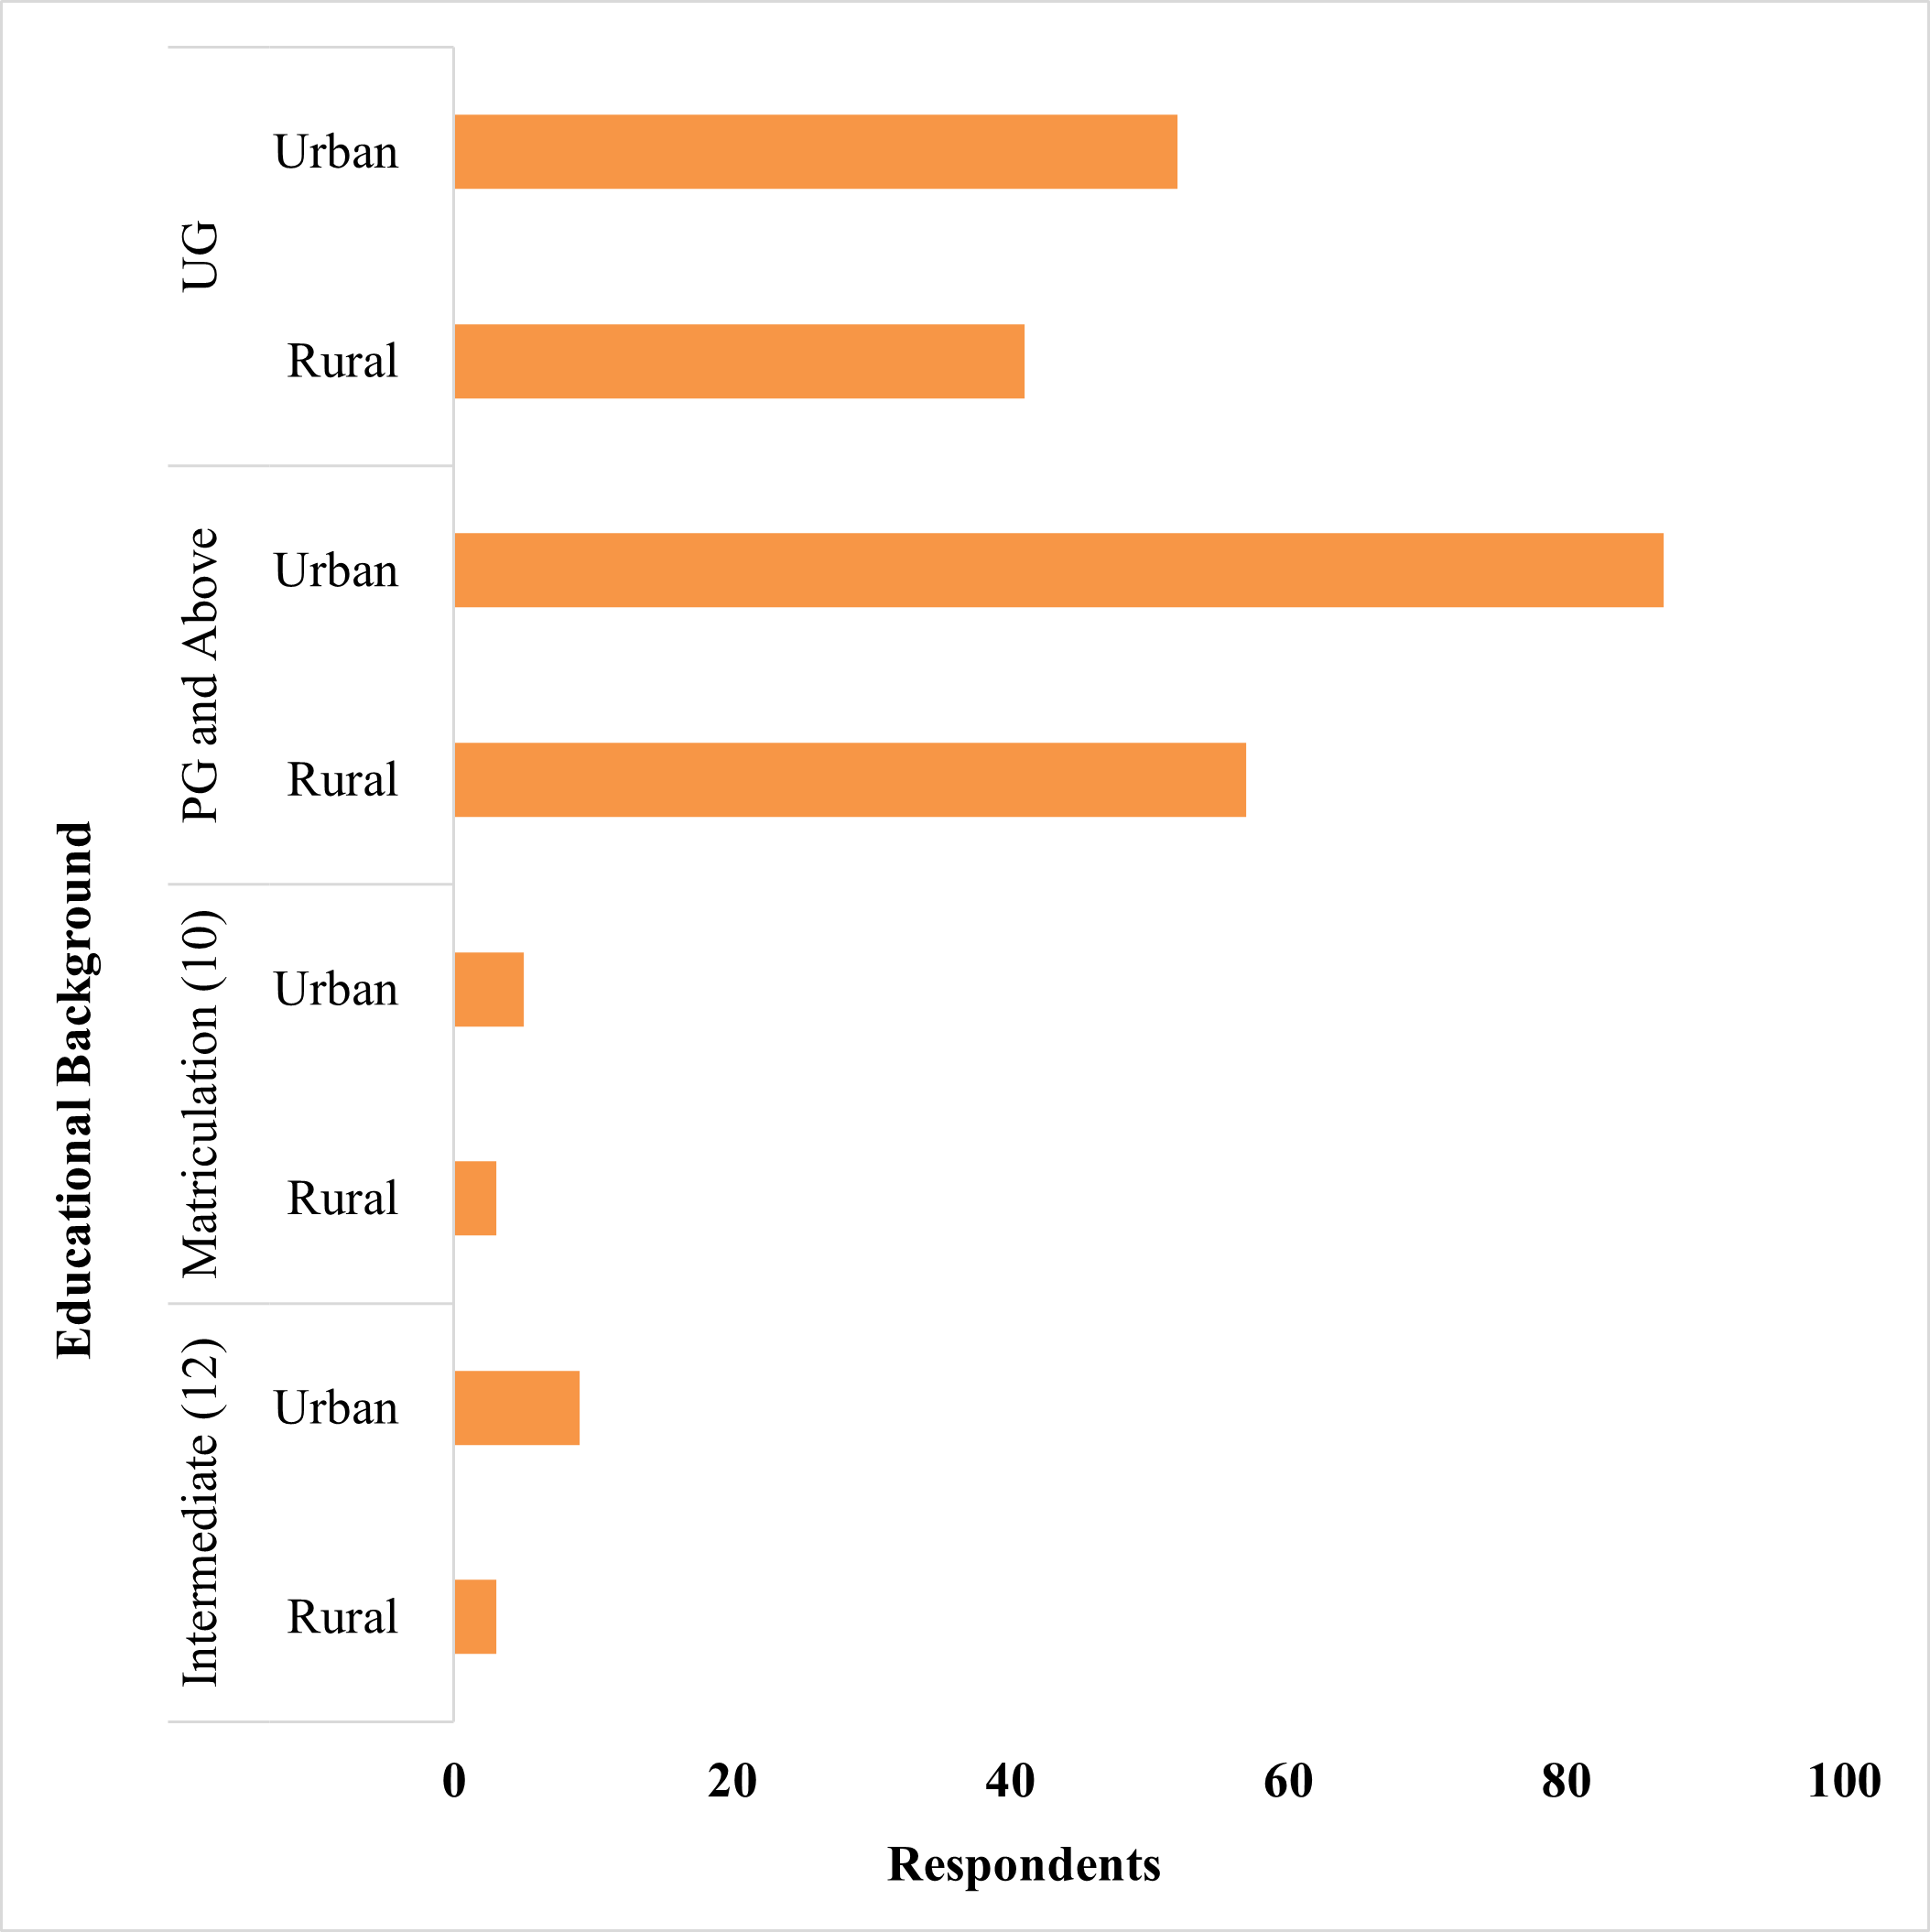 Educational Background
UG
Urban
Rural
PG and Above
Urban
Rural
Matriculation (10)
Urban
Rural
Intermediate (12)
Urban
Rural
0 20 40 60 80 100
Respondents